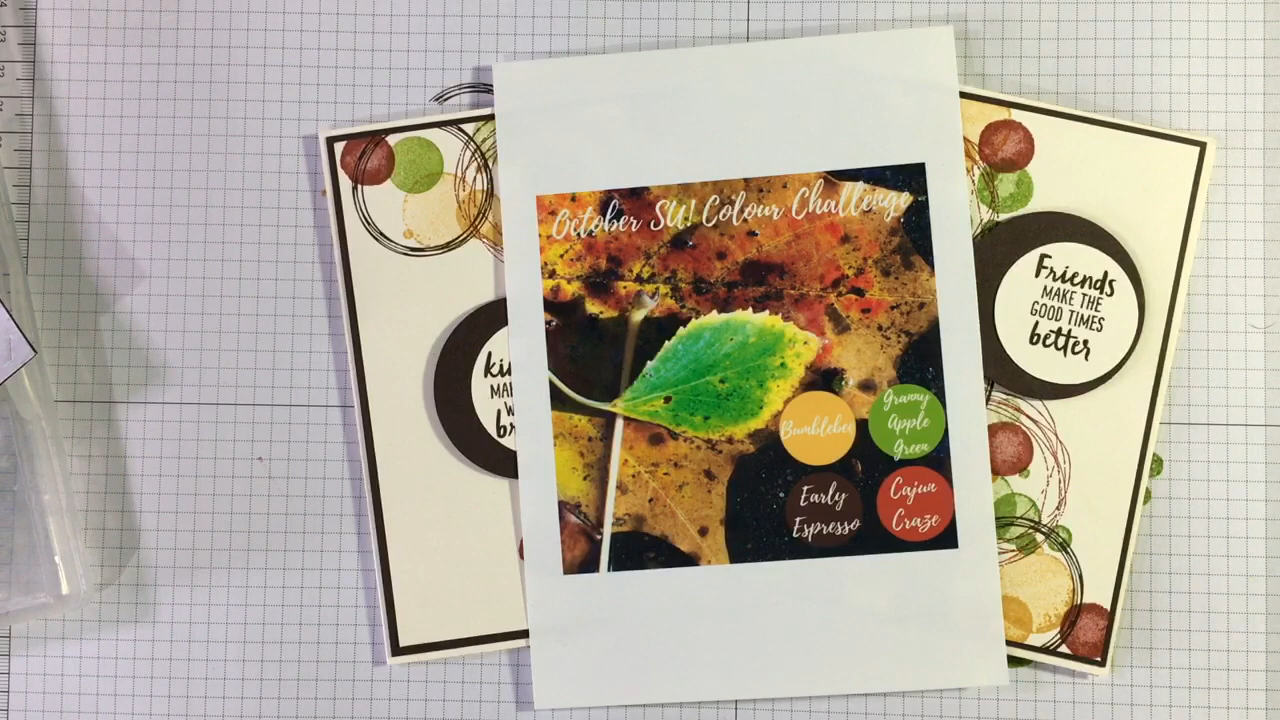 October SU! Colour Challenge
Bumblebee
Granny
Apple
Green
Early
Espresso
Cajun
Craze
Friends
MAKE THE
GOOD TIMES
better